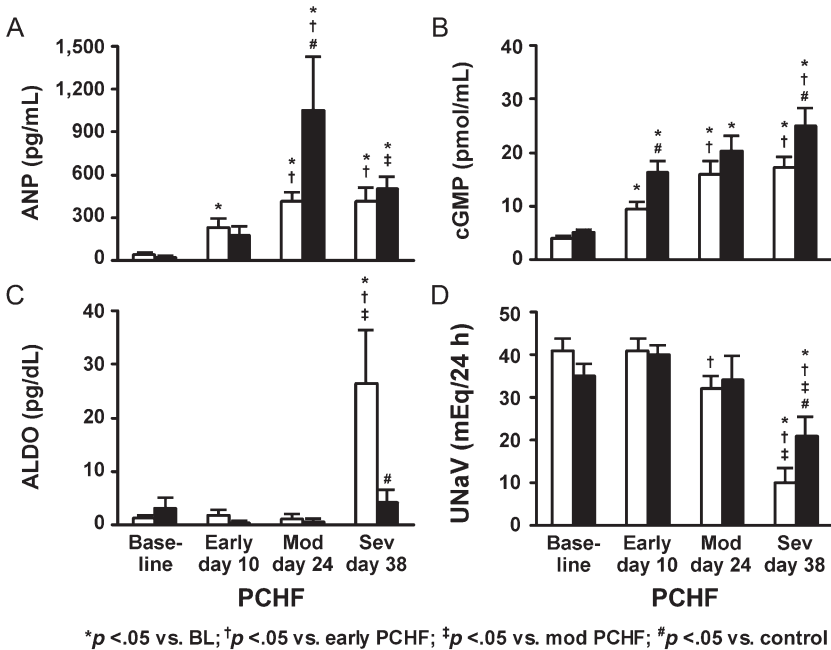 A
ANP (pg/mL)
1,500
1,200
900
600
300
0
*
*
†
*
†
#
*
†
*
‡
B
cGMP (pmol/mL)
40
30
20
10
0
*
*
#
*
†
*
*
†
*
†
#
C
ALDO (pg/dL)
40
30
20
10
0
*
†
‡
#
Base-
line
Early
day 10
Mod
day 24
Sev
day 38
PCHF
D
UNaV (mEq/24 h)
50
40
30
20
10
0
†
*
†
‡
*
†
‡
#
Base-
line
Early
day 10
Mod
day 24
Sev
day 38
PCHF
*p <.05 vs. BL; †p <.05 vs. early PCHF; ‡p <.05 vs. mod PCHF; #p <.05 vs. control